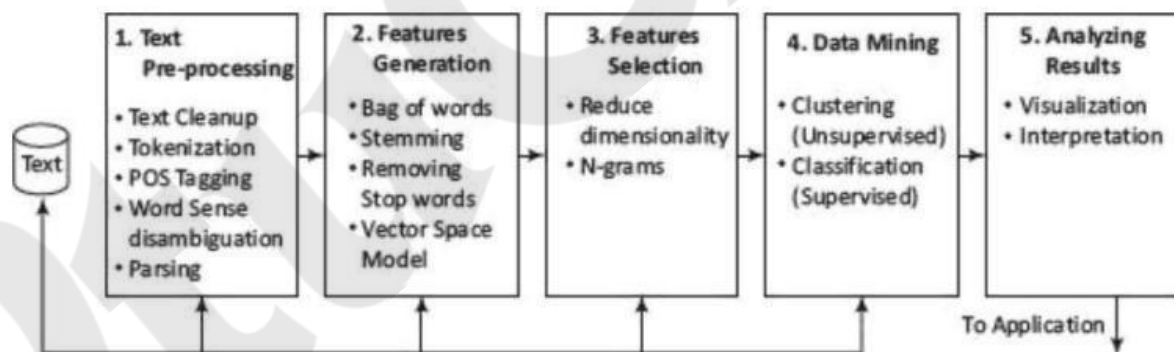 Text
1. Text
Pre-processing
• Text Cleanup
• Tokenization
• POS Tagging
• Word Sense
disambiguation
• Parsing
2. Features
Generation
• Bag of words
• Stemming
• Removing
Stop words
• Vector Space
Model
3. Features
Selection
• Reduce
dimensionality
• N-grams
4. Data Mining
• Clustering
(Unsupervised)
• Classification
(Supervised)
5. Analyzing
Results
• Visualization
• Interpretation
To Application